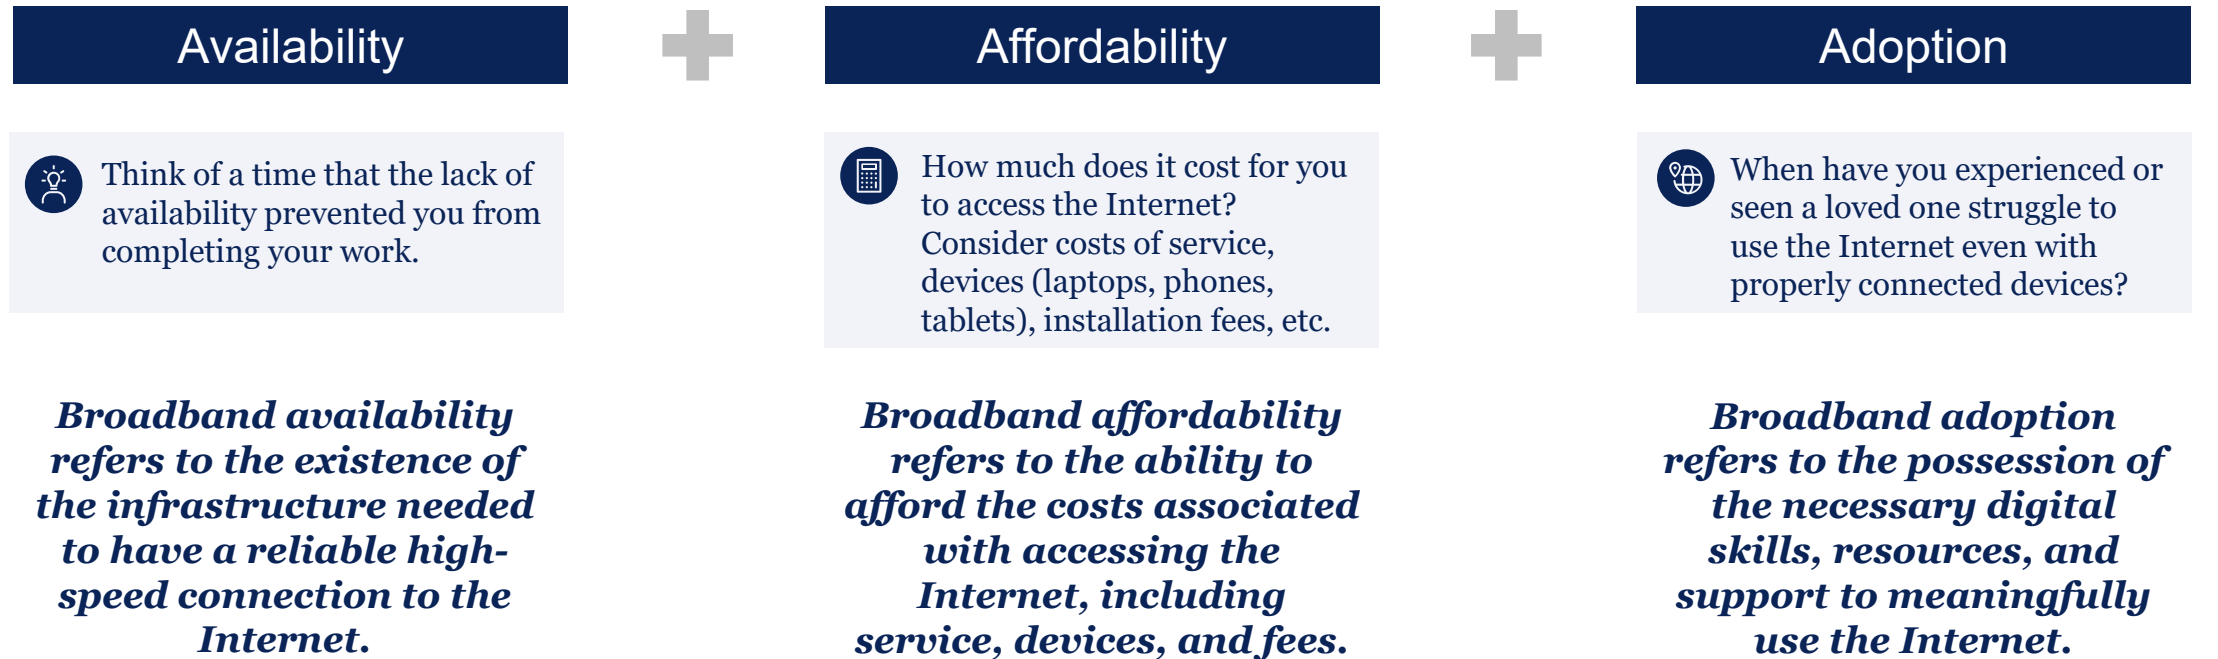 Availability
Think of a time that the lack of
availability prevented you from
completing your work.
Broadband availability
refers to the existence of
the infrastructure needed
to have a reliable high-
speed connection to the
Internet.
Affordability
How much does it cost for you
to access the Internet?
Consider costs of service,
devices (laptops, phones,
tablets), installation fees, etc.
Broadband affordability
refers to the ability to
afford the costs associated
with accessing the
Internet, including
service, devices, and fees.
Adoption
When have you experienced or
seen a loved one struggle to
use the Internet even with
properly connected devices?
Broadband adoption
refers to the possession of
the necessary digital
skills, resources, and
support to meaningfully
use the Internet.